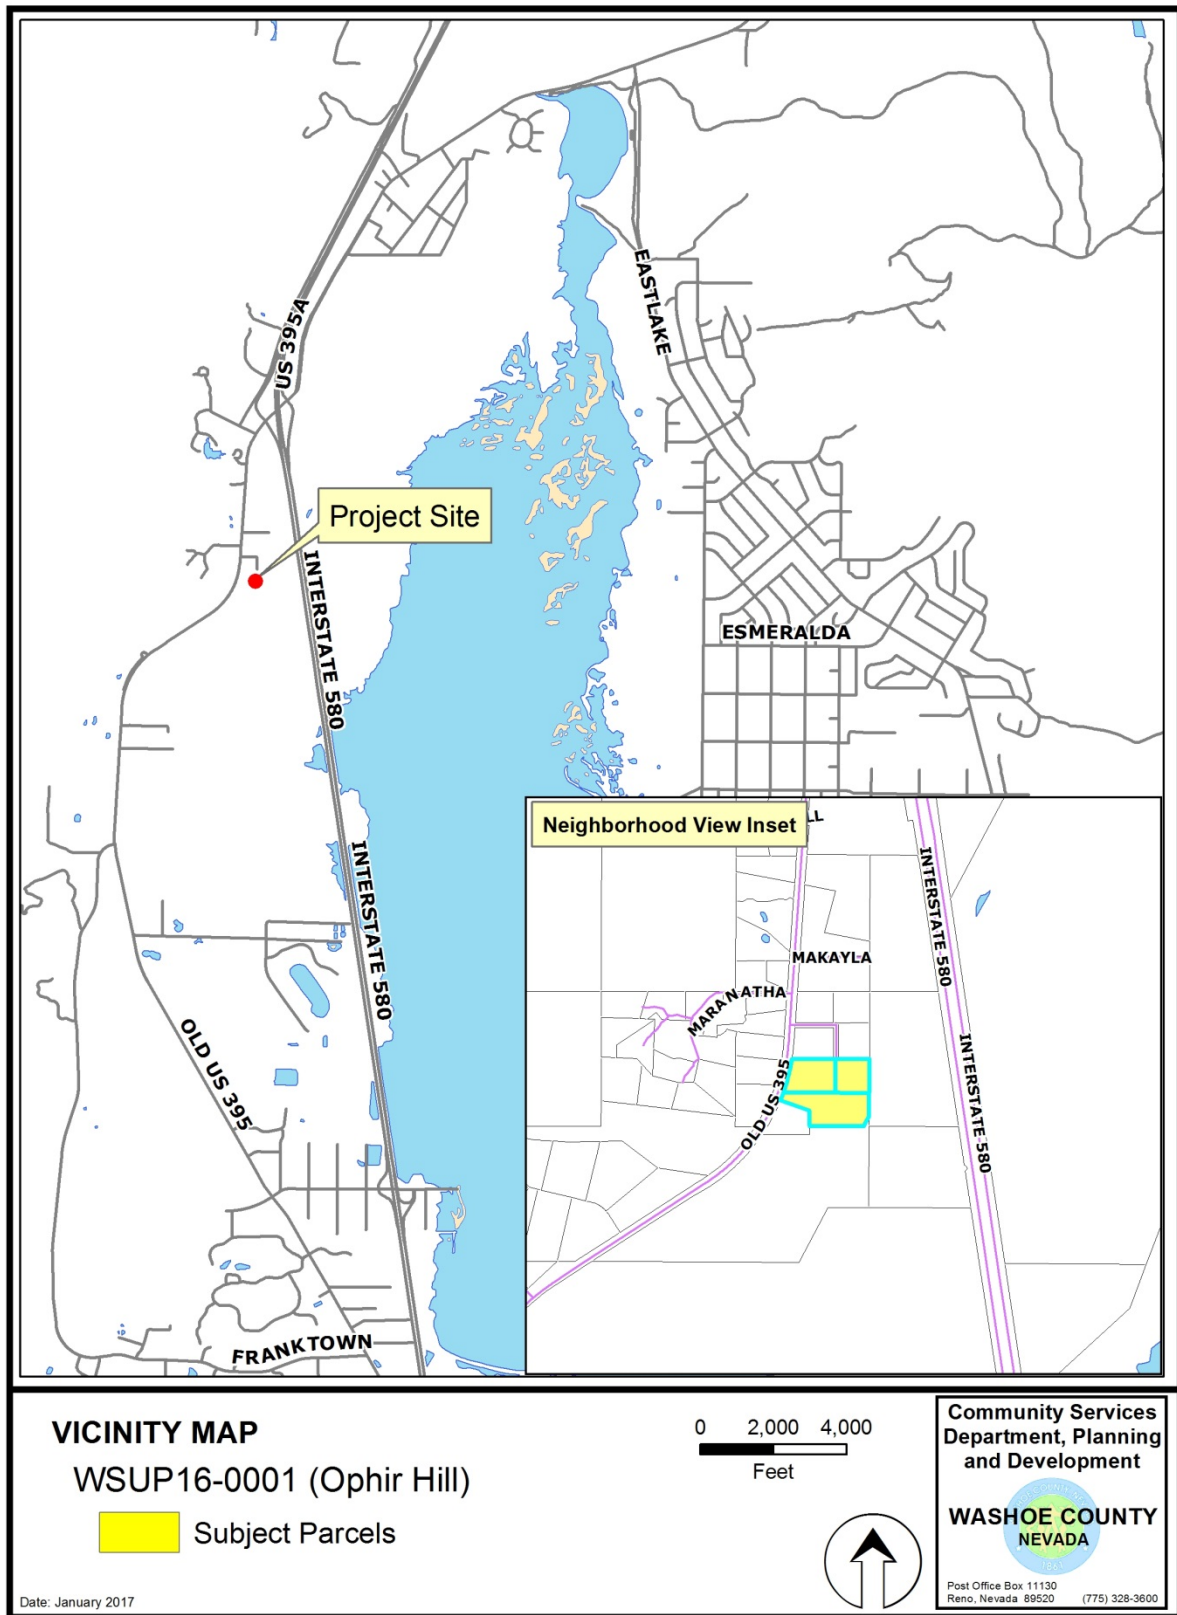 US 395A
EASTLAKE
Project Site
INTERSTATE 580
ESMERALDA
INTERSTATE 580
OLD US 395
FRANKTOWN
Neighborhood View Inset
LL
INTERSTATE 580
MAKAYLA
MARANATHA
OLD US 395
INTERSTATE 580
VICINITY MAP
WSUP16-0001 (Ophir Hill)
Subject Parcels
Date: January 2017
0 2,000 4,000
Feet
Community Services
Department, Planning
and Development
WASHOE COUNTY
NEVADA
1861
Post Office Box 11130
Reno, Nevada 89520 (775) 328-3600